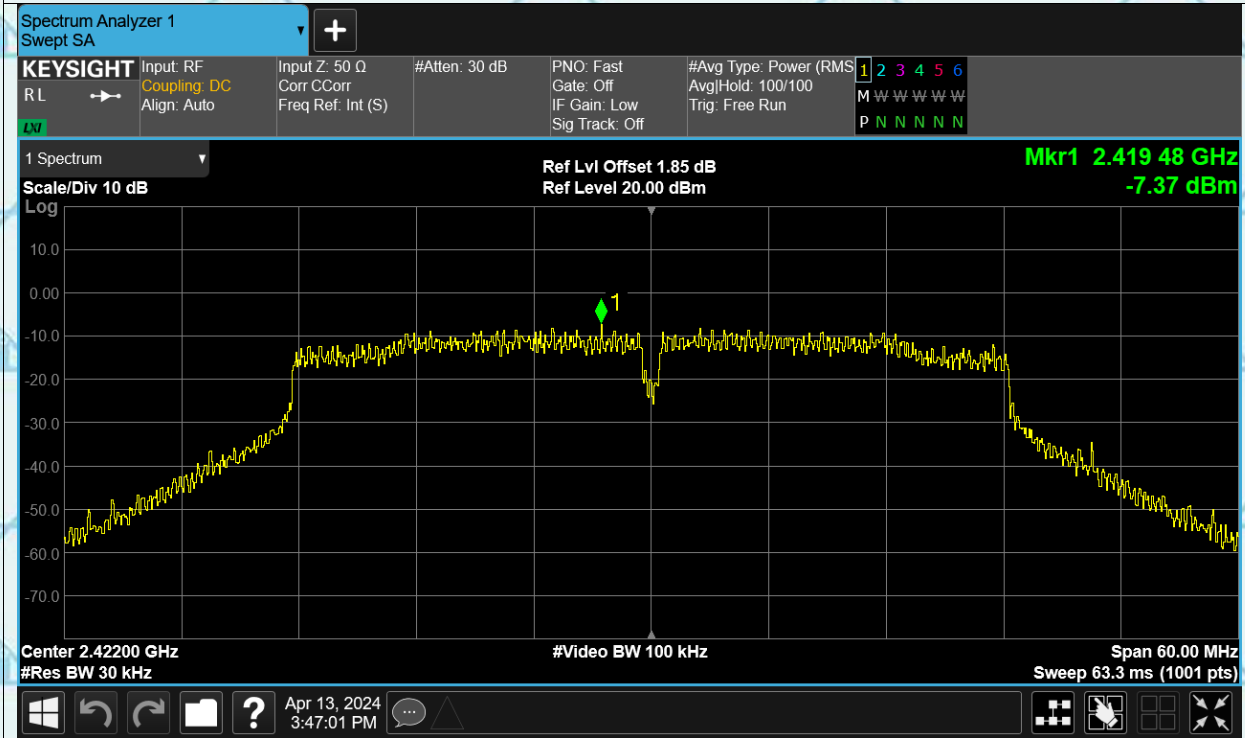 Spectrum Analyzer 1
Swept SA
KEYSIGHT
R L
LXI
Input: RF
Coupling: DC
Align: Auto
Input Z: 50 Ω
Corr CCorr
Freq Ref: Int (S)
#Atten: 30 dB
PNO: Fast
Gate: Off
IF Gain: Low
Sig Track: Off
#Avg Type: Power (RMS
Avg|Hold: 100/100
Trig: Free Run
1 2 3 4 5 6
M W W W W W
P N N N N N
1 Spectrum
Scale/Div 10 dB
Log
Ref Lvl Offset 1.85 dB
Ref Level 20.00 dBm
Mkr1 2.419 48 GHz
-7.37 dBm
1
10.0
0.00
-10.0
-20.0
-30.0
-40.0
-50.0
-60.0
-70.0
Center 2.42200 GHz
#Res BW 30 kHz
#Video BW 100 kHz
Span 60.00 MHz
Sweep 63.3 ms (1001 pts)
?
Apr 13, 2024
3:47:01 PM